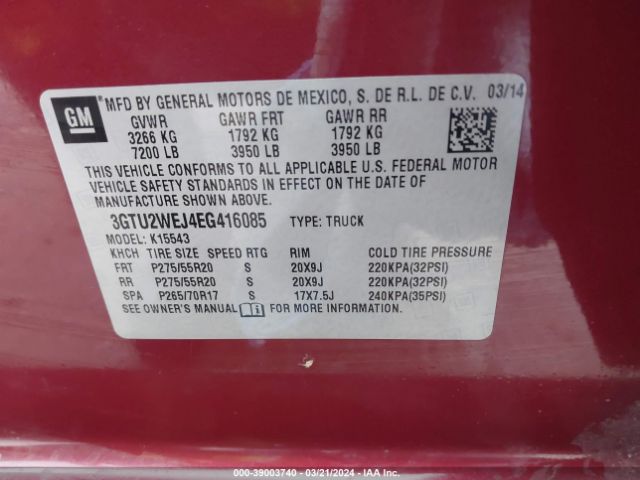 GM
MFD BY GENERAL MOTORS DE MEXICO, S. DE R.L. DE C.V. 03/14
GVWR GAWR FRT GAWR RR
3266 KG 1792 KG 1792 KG
7200 LB 3950 LB 3950 LB
THIS VEHICLE CONFORMS TO ALL APPLICABLE U.S. FEDERAL MOTOR
VEHICLE SAFETY STANDARDS IN EFFECT ON THE DATE OF
MANUFACTURE SHOWN ABOVE.
3GTU2WEJ4EG416085 TYPE: TRUCK
MODEL: K15543
KHCH TIRE SIZE SPEED RTG RIM COLD TIRE PRESSURE
FRT P275/55R20 S 20X9J 220KPA(32PSI)
RR P275/55R20 S 20X9J 220KPA(32PSI)
SPA P265/70R17 S 17X7.5J 240KPA(35PSI)
SEE OWNER'S MANUAL FOR MORE INFORMATION.
000-39003740 - 03/21/2024 - IAA Inc.